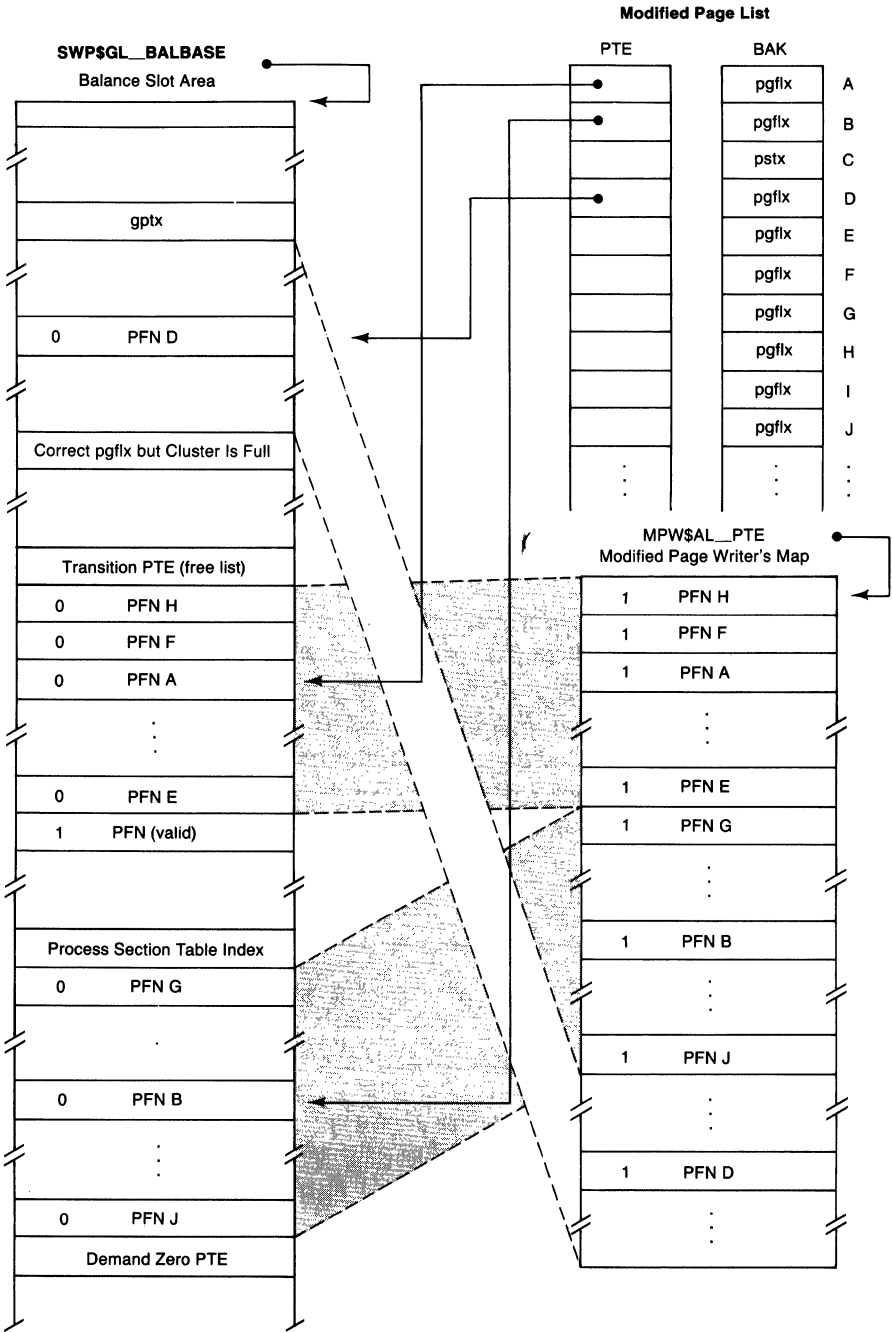 Modified Page List
PTE
BAK
pgflx A
pgflx B
pstx C
pgflx D
pgflx E
pgflx F
pgflx G
pgflx H
pgflx I
pgflx J
SWP$GL__BALBASE
Balance Slot Area
gptx
0 PFN D
Correct pgflx but Cluster Is Full
Transition PTE (free list)
0 PFN H
0 PFN F
0 PFN A
0 PFN E
1 PFN (valid)
Process Section Table Index
0 PFN G
0 PFN B
0 PFN J
Demand Zero PTE
MPW$AL__PTE
Modified Page Writer's Map
1 PFN H
1 PFN F
1 PFN A
1 PFN E
1 PFN G
1 PFN B
1 PFN J
1 PFN D